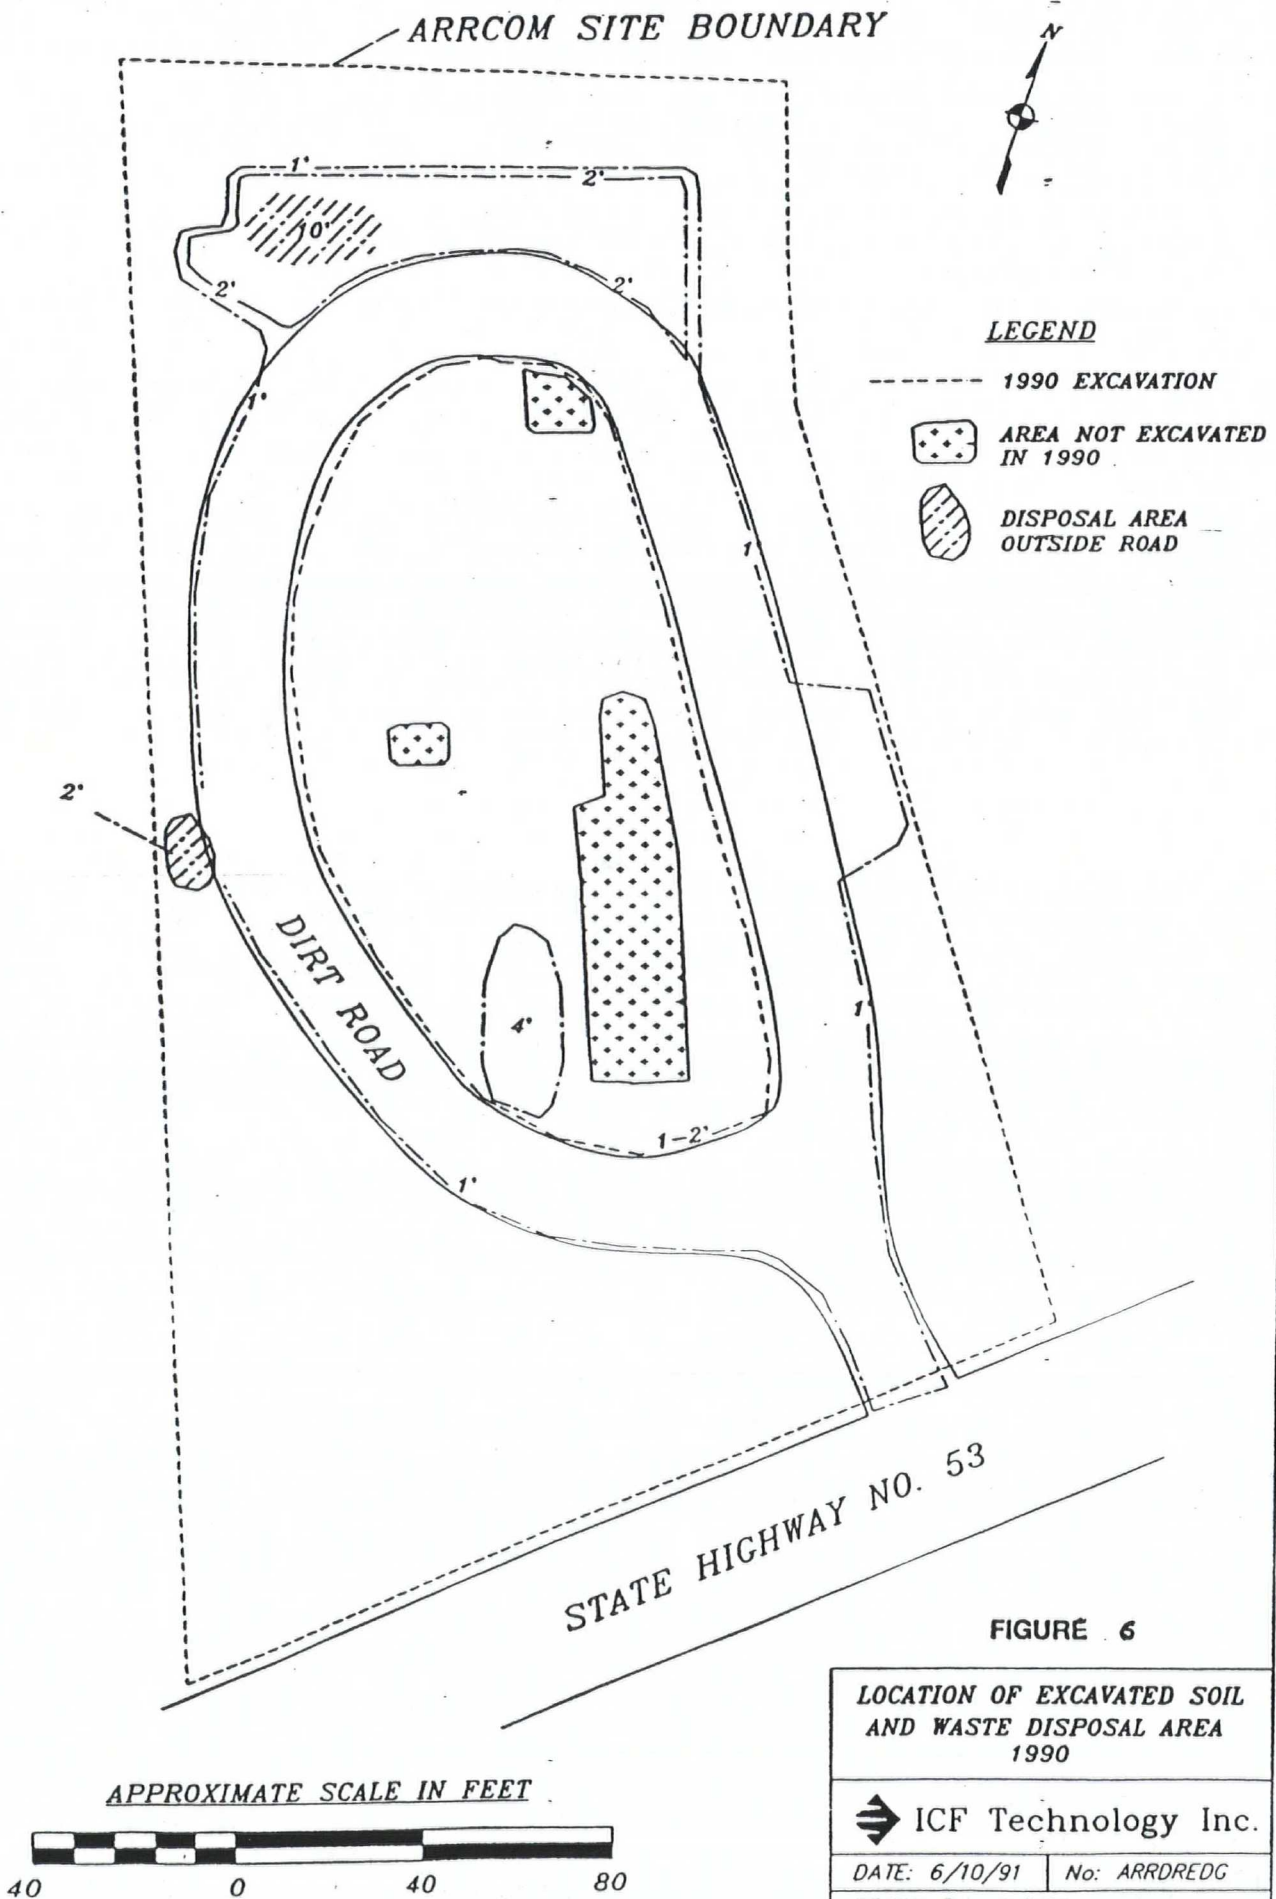 ARRCOM SITE BOUNDARY
N
1'
2'
10'
2'
2'
1'
LEGEND
1990 EXCAVATION
AREA NOT EXCAVATED
IN 1990
DISPOSAL AREA
OUTSIDE ROAD
1'
2'
DIRT ROAD
4'
1'
1-2'
1'
STATE HIGHWAY NO. 53
FIGURE 6
LOCATION OF EXCAVATED SOIL
AND WASTE DISPOSAL AREA
1990
APPROXIMATE SCALE IN FEET
40 0 40 80
ICF Technology Inc.
DATE: 6/10/91 No: ARRDREDG